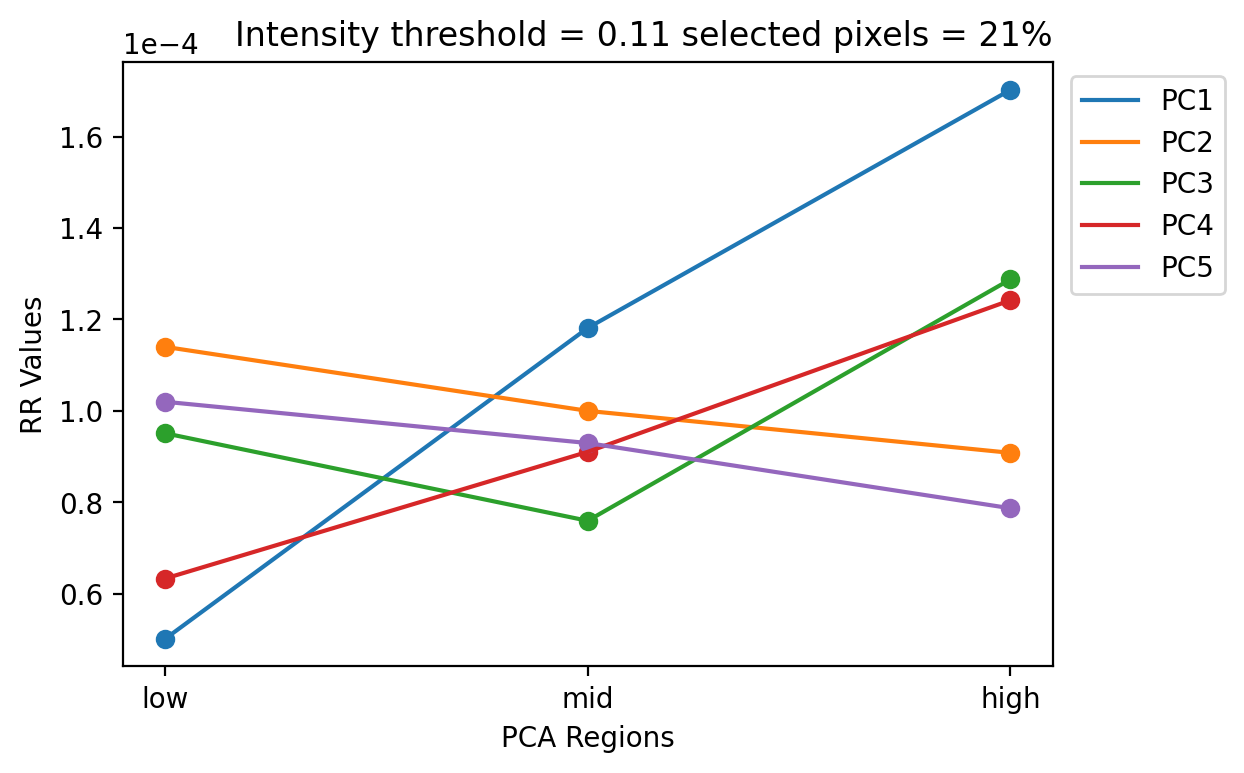 Intensity threshold = 0.11 selected pixels = 21%
1e−4
1.6
1.4
1.2
1.0
0.8
0.6
RR Values
low
mid
high
PCA Regions
PC1
PC2
PC3
PC4
PC5